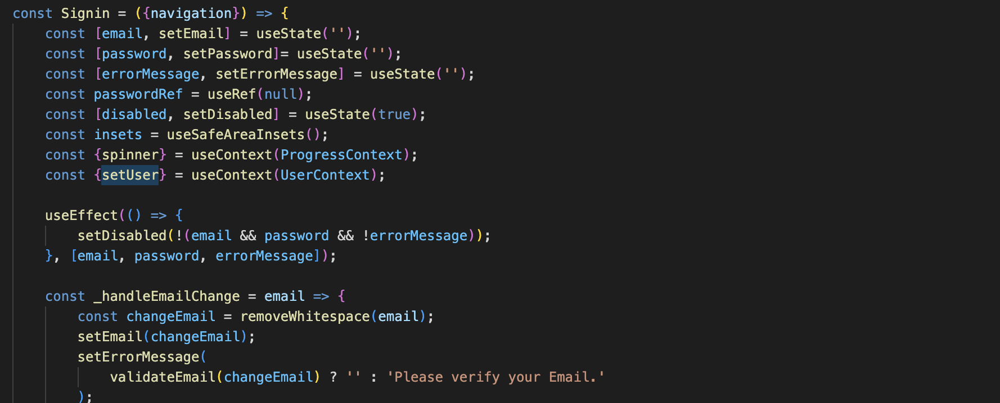 const Signin = ({navigation}) => {
    const [email, setEmail] = useState('');
    const [password, setPassword]= useState('');
    const [errorMessage, setErrorMessage] = useState('');
    const passwordRef = useRef(null);
    const [disabled, setDisabled] = useState(true);
    const insets = useSafeAreaInsets();
    const {spinner} = useContext(ProgressContext);
    const {setUser} = useContext(UserContext);

    useEffect(() => {
        setDisabled(!(email && password && !errorMessage));
    }, [email, password, errorMessage]);

    const _handleEmailChange = email => {
        const changeEmail = removeWhitespace(email);
        setEmail(changeEmail);
        setErrorMessage(
            validateEmail(changeEmail) ? '' : 'Please verify your Email.'
        );